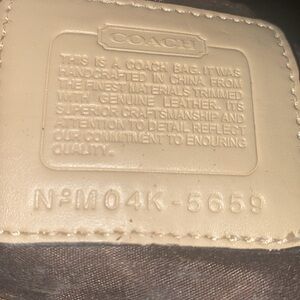 COACH
THIS IS A COACH BAG. IT WAS
HANDCRAFTED IN CHINA FROM
THE FINEST MATERIALS TRIMMED
WITH GENUINE LEATHER. ITS
SUPERIOR CRAFTSMANSHIP AND
ATTENTION TO DETAIL REFLECT
OUR COMMITMENT TO ENDURING
QUALITY.
Nº M04K-5659